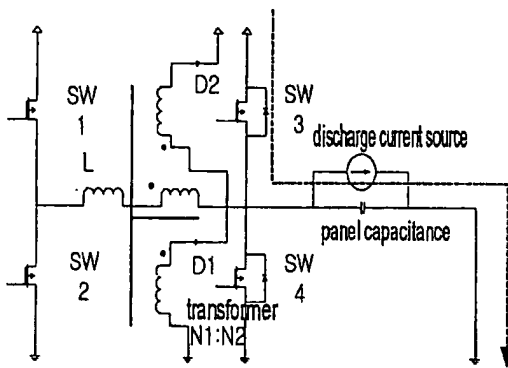 SW
1
D2
SW
3
discharge current source
L
panel capacitance
SW
2
D1
SW
4
transformer
N1:N2